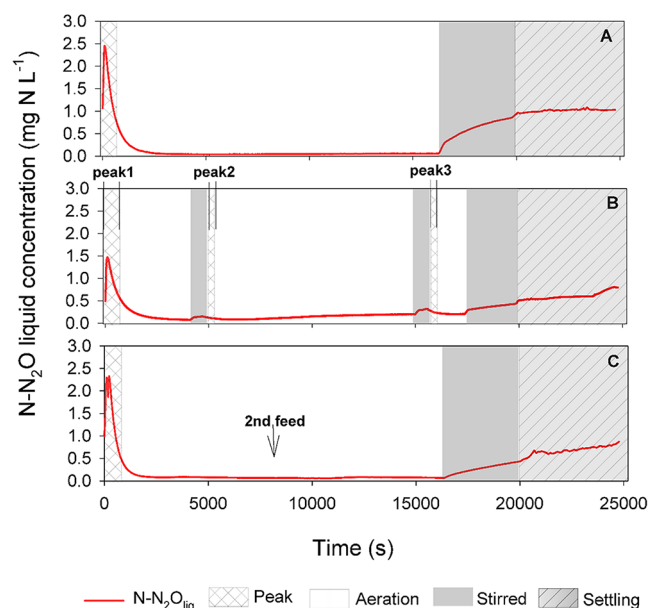 N-N₂O liquid concentration (mg N L⁻¹)
3.0
2.5
2.0
1.5
1.0
0.5
0.0
A
peak1 peak2 peak3
3.0
2.5
2.0
1.5
1.0
0.5
0.0
B
3.0
2.5
2.0
1.5
1.0
0.5
0.0
C
2nd feed
0 5000 10000 15000 20000 25000
Time (s)
N-N₂O liq Peak Aeration Stirred Settling